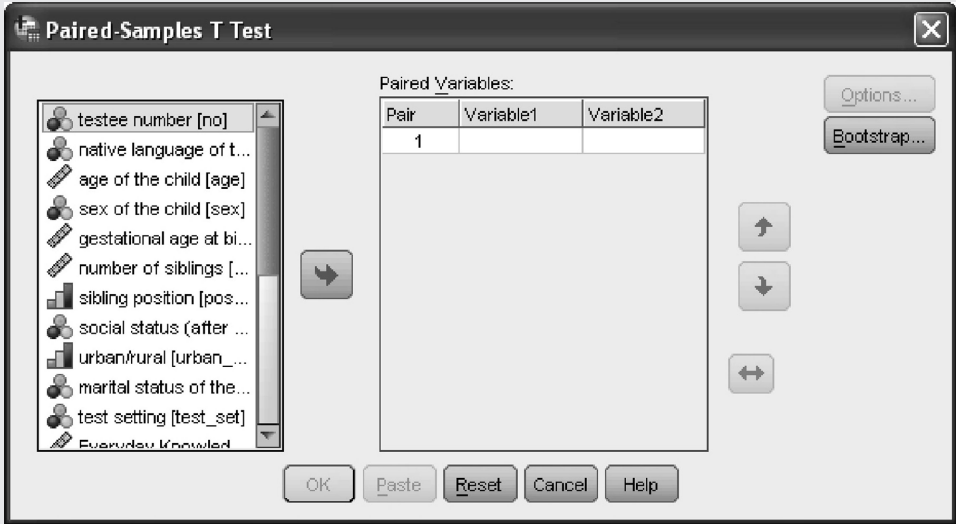 Paired-Samples T Test
testee number [no]
native language of t...
age of the child [age]
sex of the child [sex]
gestational age at bi...
number of siblings [...
sibling position [pos...
social status (after ...
urban/rural [urban_...
marital status of the...
test setting [test_set]
Everyday Knowled
Paired Variables:
Pair Variable1 Variable2
1
Options...
Bootstrap...
OK Paste Reset Cancel Help